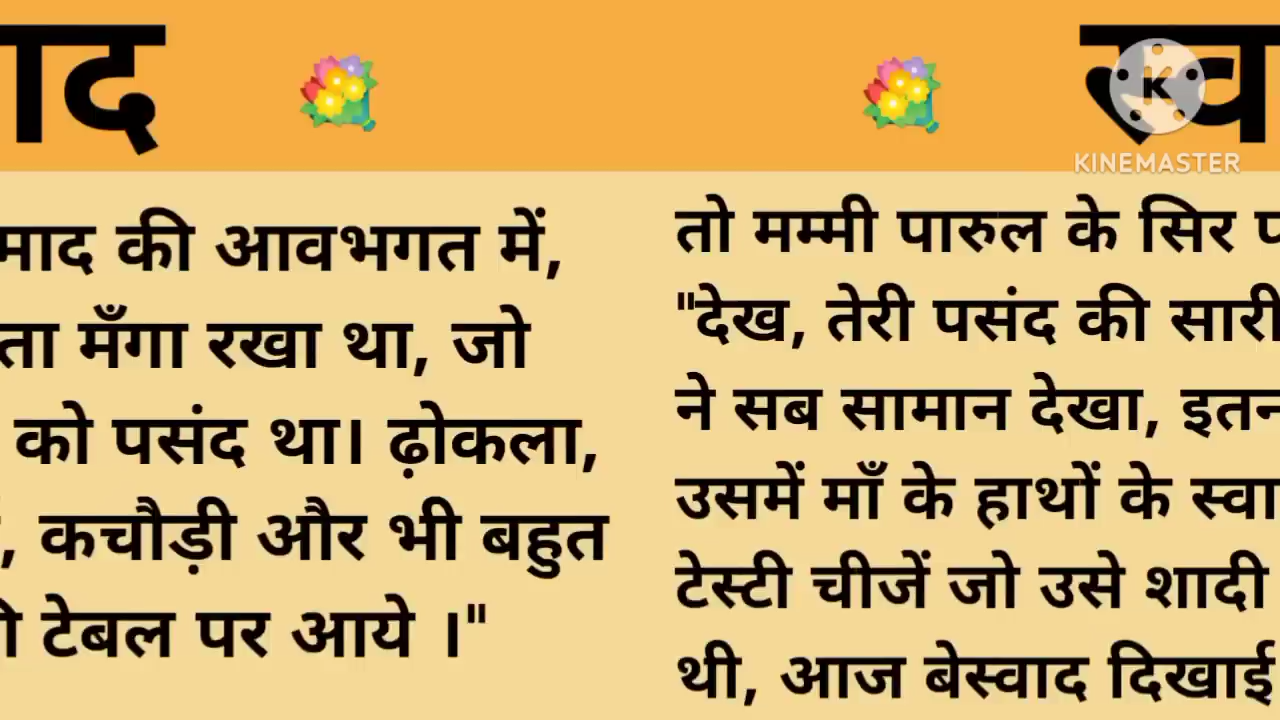 ाद
स्व
KINEMASTER
माद की आवभगत में,
ता मँगा रखा था, जो
को पसंद था। ढ़ोकला,
, कचौड़ी और भी बहुत
टेबल पर आये ।"
तो मम्मी पारुल के सिर प
"देख, तेरी पसंद की सारी
ने सब सामान देखा, इतन
उसमें माँ के हाथों के स्वा
टेस्टी चीजें जो उसे शादी
थी, आज बेस्वाद दिखाई